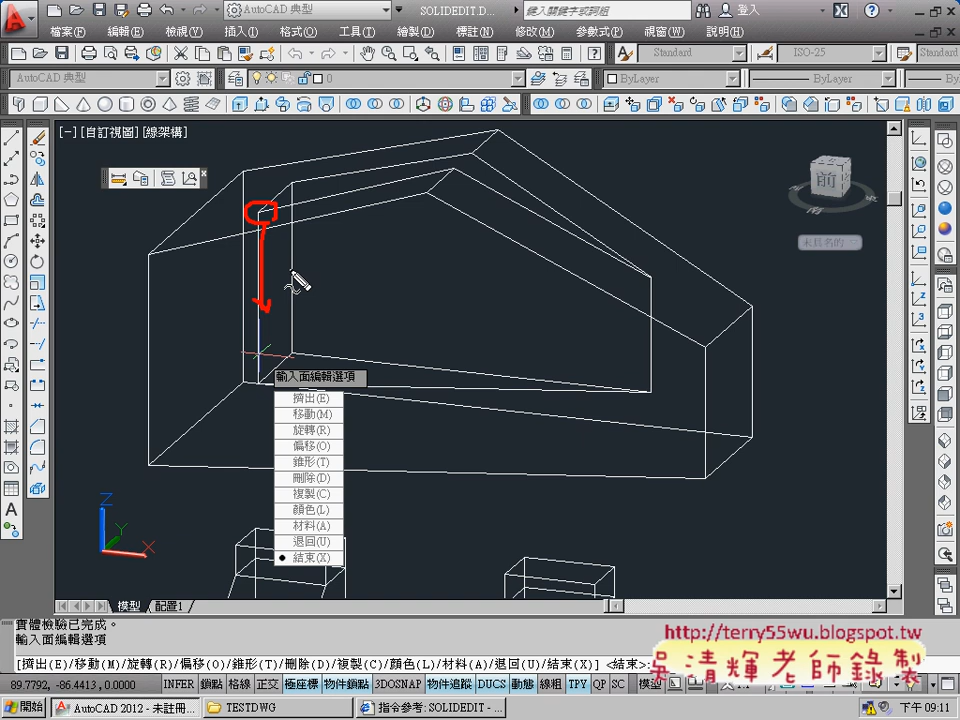 AutoCAD 典型
SOLIDEDIT.D...
鍵入關鍵字或詞組
登入
檔案(F)
編輯(E)
檢視(V)
插入(I)
格式(O)
工具(T)
繪製(D)
標註(N)
修改(M)
參數式(P)
視窗(W)
說明(H)
Standard
ISO-25
Standard
AutoCAD 典型
0
ByLayer
ByLayer
[−][自訂視圖][線架構]
前
未具名的
輸入面編輯選項
擠出(E)
移動(M)
旋轉(R)
偏移(O)
錐形(T)
刪除(D)
複製(C)
顏色(L)
材料(A)
退回(U)
結束(X)
Z
Y
X
模型
配置1
實體檢驗已完成。
輸入面編輯選項
[擠出(E)/移動(M)/旋轉(R)/偏移(O)/錐形(T)/刪除(D)/複製(C)/顏色(L)/材料(A)/退回(U)/結束(X)] <結束>:
http://terry55wu.blogspot.tw
吳清輝老師錄製
89.7792, -86.4413, 0.0000
INFER 鎖點 格線 正交 極座標 物件鎖點 3DOSNAP 物件追蹤 DUCS 動態 線粗 TPY QP SC 模型
開始
AutoCAD 2012 - 未註冊...
TESTDWG
指令參考: SOLIDEDIT - ...
下午 09:11